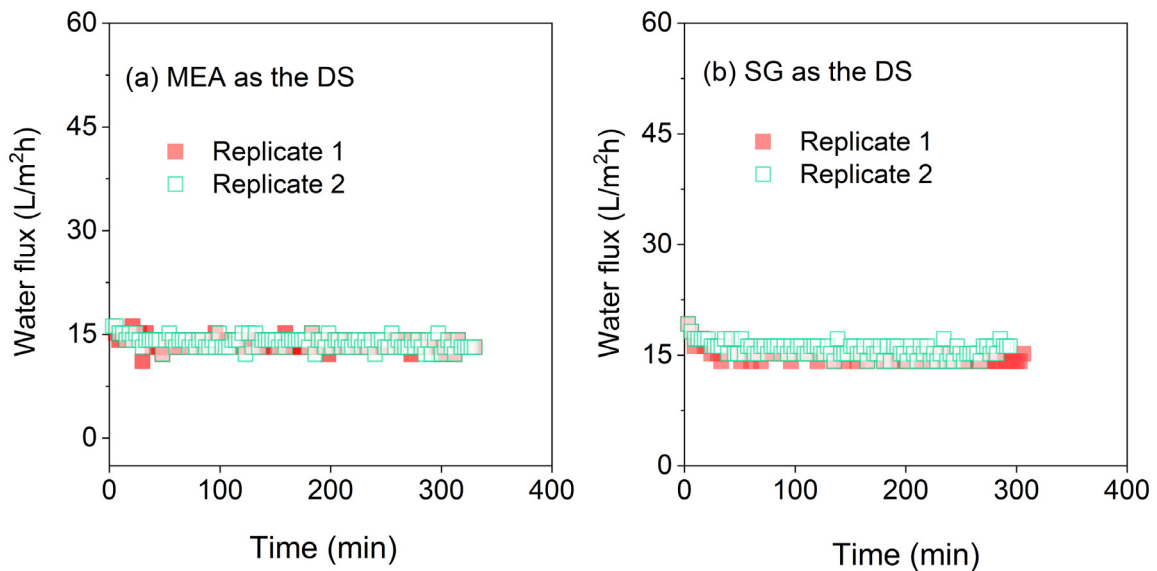 60
45
30
15
0
Water flux (L/m²h)
(a) MEA as the DS
Replicate 1
Replicate 2
0 100 200 300 400
Time (min)
60
45
30
15
0
Water flux (L/m²h)
(b) SG as the DS
Replicate 1
Replicate 2
0 100 200 300 400
Time (min)